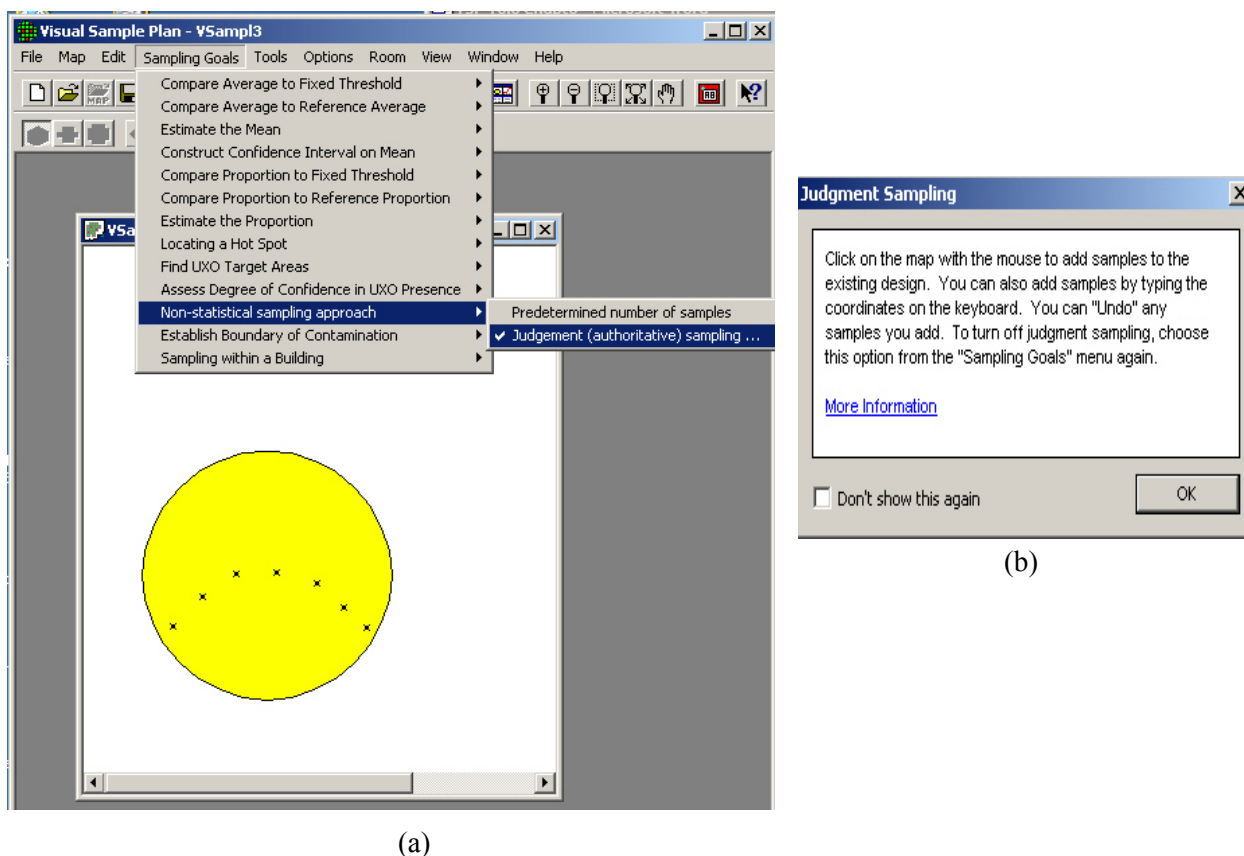 Visual Sample Plan - VSampl3
File Map Edit Sampling Goals Tools Options Room View Window Help
MAP
RB
Compare Average to Fixed Threshold
Compare Average to Reference Average
Estimate the Mean
Construct Confidence Interval on Mean
Compare Proportion to Fixed Threshold
Compare Proportion to Reference Proportion
Estimate the Proportion
Locating a Hot Spot
Find UXO Target Areas
Assess Degree of Confidence in UXO Presence
Non-statistical sampling approach
Establish Boundary of Contamination
Sampling within a Building
Predetermined number of samples
Judgement (authoritative) sampling ...
VSa
(a)
Judgment Sampling
Click on the map with the mouse to add samples to the
existing design. You can also add samples by typing the
coordinates on the keyboard. You can "Undo" any
samples you add. To turn off judgment sampling, choose
this option from the "Sampling Goals" menu again.
More Information
Don't show this again
OK
(b)